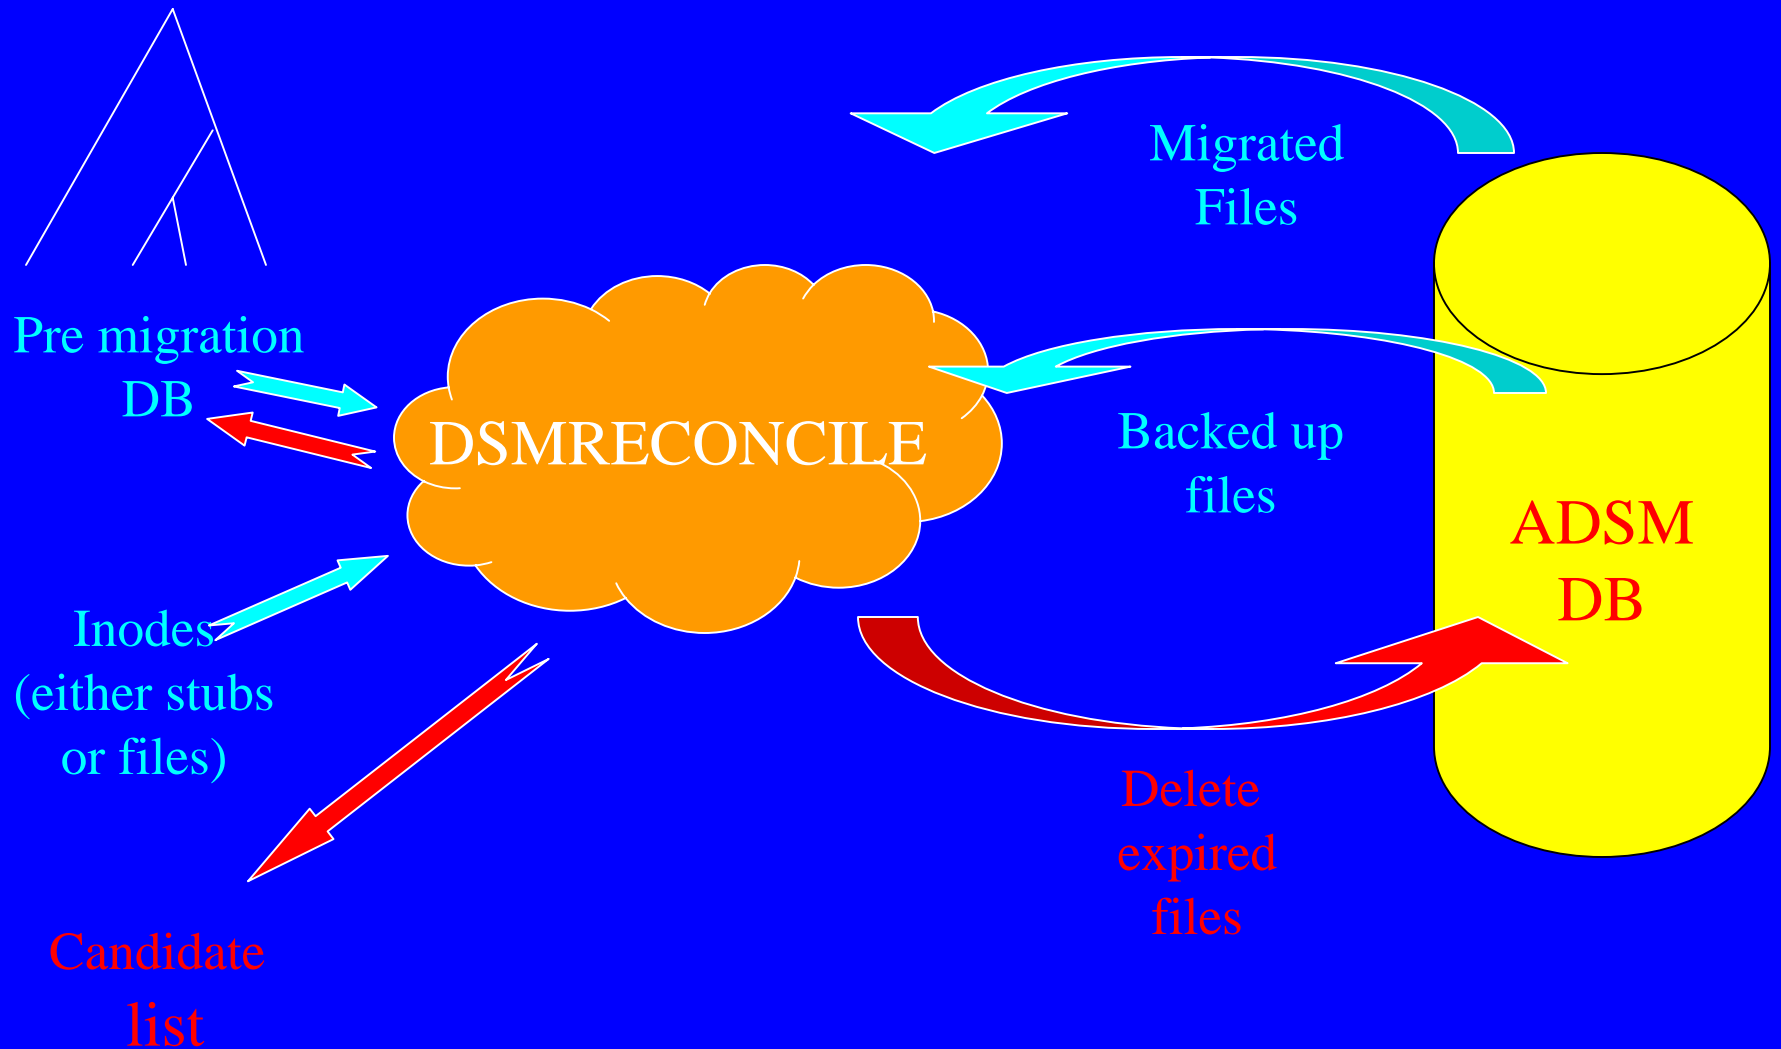 Migrated
Files
Pre migration
DB
DSMRECONCILE
Backed up
files
ADSM
DB
Inodes
(either stubs
or files)
Delete
expired
files
Candidate
list